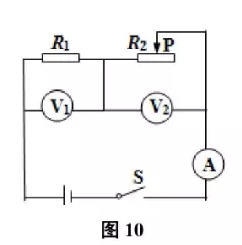 R₁ R₂ P
V₁ V₂
A
S
图 10